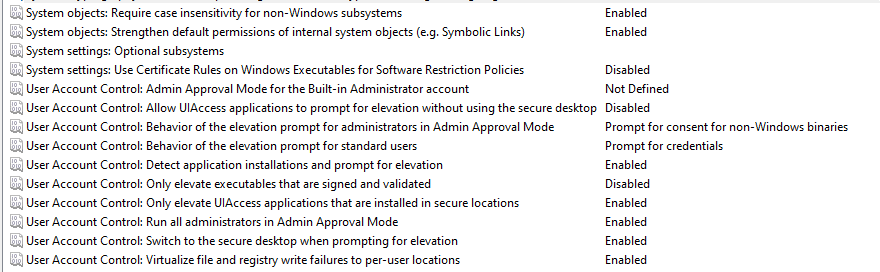 System objects: Require case insensitivity for non-Windows subsystems Enabled
System objects: Strengthen default permissions of internal system objects (e.g. Symbolic Links) Enabled
System settings: Optional subsystems
System settings: Use Certificate Rules on Windows Executables for Software Restriction Policies Disabled
User Account Control: Admin Approval Mode for the Built-in Administrator account Not Defined
User Account Control: Allow UIAccess applications to prompt for elevation without using the secure desktop Disabled
User Account Control: Behavior of the elevation prompt for administrators in Admin Approval Mode Prompt for consent for non-Windows binaries
User Account Control: Behavior of the elevation prompt for standard users Prompt for credentials
User Account Control: Detect application installations and prompt for elevation Enabled
User Account Control: Only elevate executables that are signed and validated Disabled
User Account Control: Only elevate UIAccess applications that are installed in secure locations Enabled
User Account Control: Run all administrators in Admin Approval Mode Enabled
User Account Control: Switch to the secure desktop when prompting for elevation Enabled
User Account Control: Virtualize file and registry write failures to per-user locations Enabled